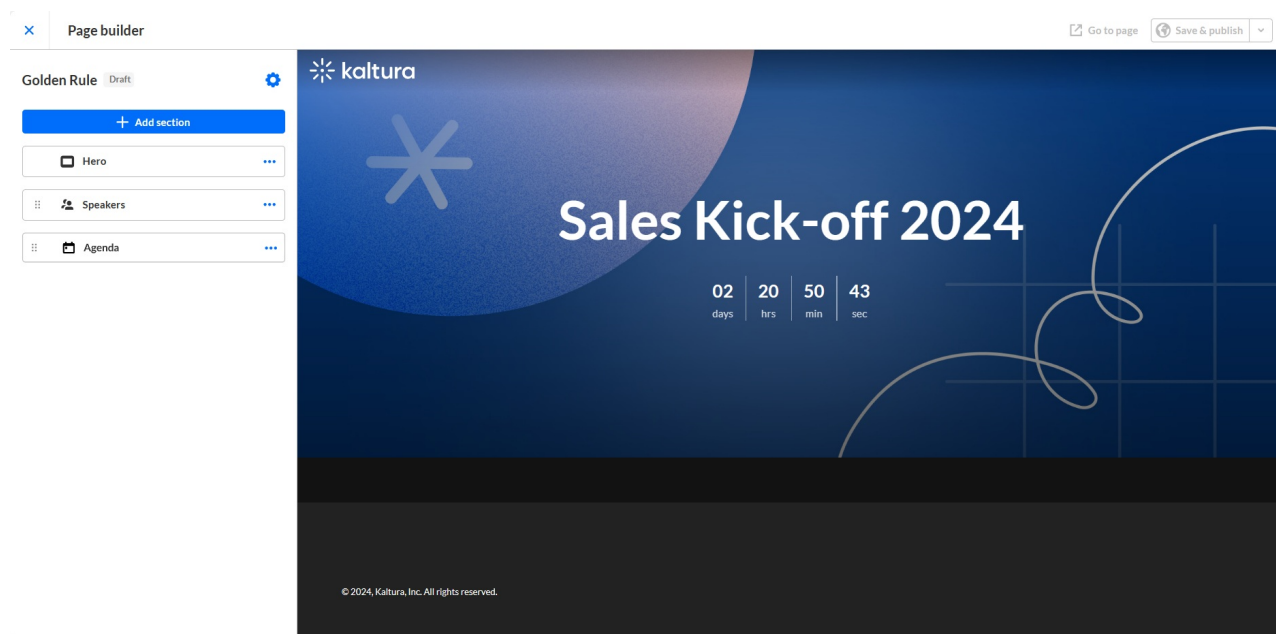 Page builder
Go to page
Save & publish
Golden Rule Draft
Add section
Hero
Speakers
Agenda
kaltura
Sales Kick-off 2024
02 20 50 43
days hrs min sec
© 2024, Kaltura, Inc. All rights reserved.